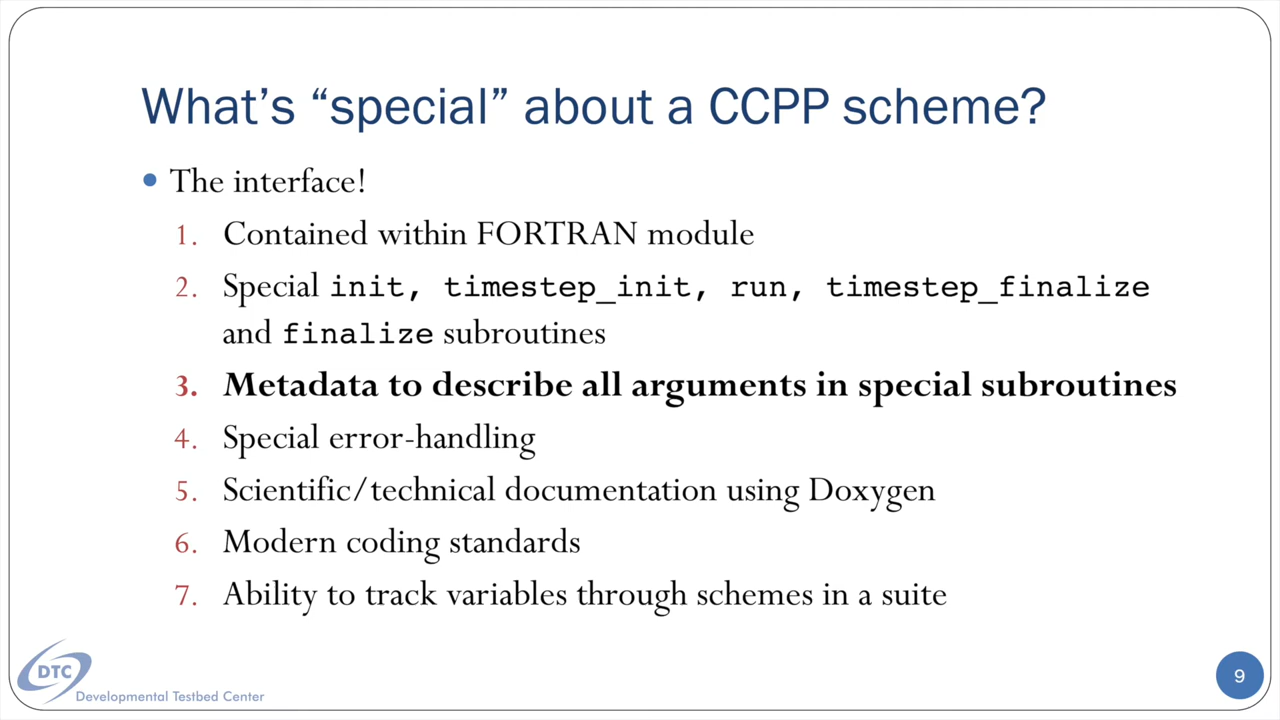 What's “special” about a CCPP scheme?
• The interface!
1. Contained within FORTRAN module
2. Special init, timestep_init, run, timestep_finalize
and finalize subroutines
3. Metadata to describe all arguments in special subroutines
4. Special error-handling
5. Scientific/technical documentation using Doxygen
6. Modern coding standards
7. Ability to track variables through schemes in a suite
DTC
Developmental Testbed Center
9